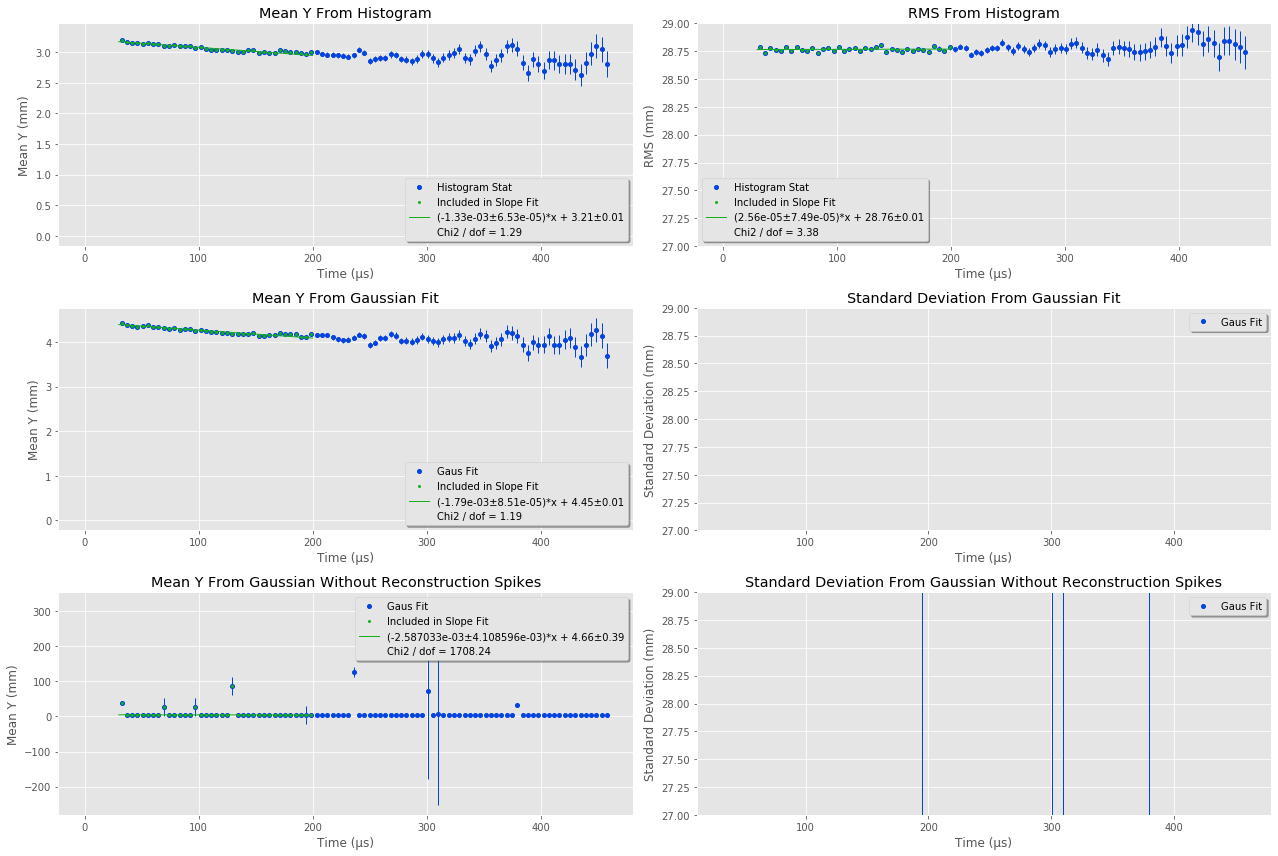 Mean Y From Histogram
Mean Y (mm)
3.0
2.5
2.0
1.5
1.0
0.5
0.0
Histogram Stat
Included in Slope Fit
(-1.33e-03±6.53e-05)*x + 3.21±0.01
Chi2 / dof = 1.29
0 100 200 300 400
Time (μs)
RMS From Histogram
RMS (mm)
29.00
28.75
28.50
28.25
28.00
27.75
27.50
27.25
27.00
Histogram Stat
Included in Slope Fit
(2.56e-05±7.49e-05)*x + 28.76±0.01
Chi2 / dof = 3.38
0 100 200 300 400
Time (μs)
Mean Y From Gaussian Fit
Mean Y (mm)
4
3
2
1
0
Gaus Fit
Included in Slope Fit
(-1.79e-03±8.51e-05)*x + 4.45±0.01
Chi2 / dof = 1.19
0 100 200 300 400
Time (μs)
Standard Deviation From Gaussian Fit
Standard Deviation (mm)
29.00
28.75
28.50
28.25
28.00
27.75
27.50
27.25
27.00
Gaus Fit
100 200 300 400
Time (μs)
Mean Y From Gaussian Without Reconstruction Spikes
Mean Y (mm)
300
200
100
0
−100
−200
Gaus Fit
Included in Slope Fit
(-2.587033e-03±4.108596e-03)*x + 4.66±0.39
Chi2 / dof = 1708.24
0 100 200 300 400
Time (μs)
Standard Deviation From Gaussian Without Reconstruction Spikes
Standard Deviation (mm)
29.00
28.75
28.50
28.25
28.00
27.75
27.50
27.25
27.00
Gaus Fit
100 200 300 400
Time (μs)